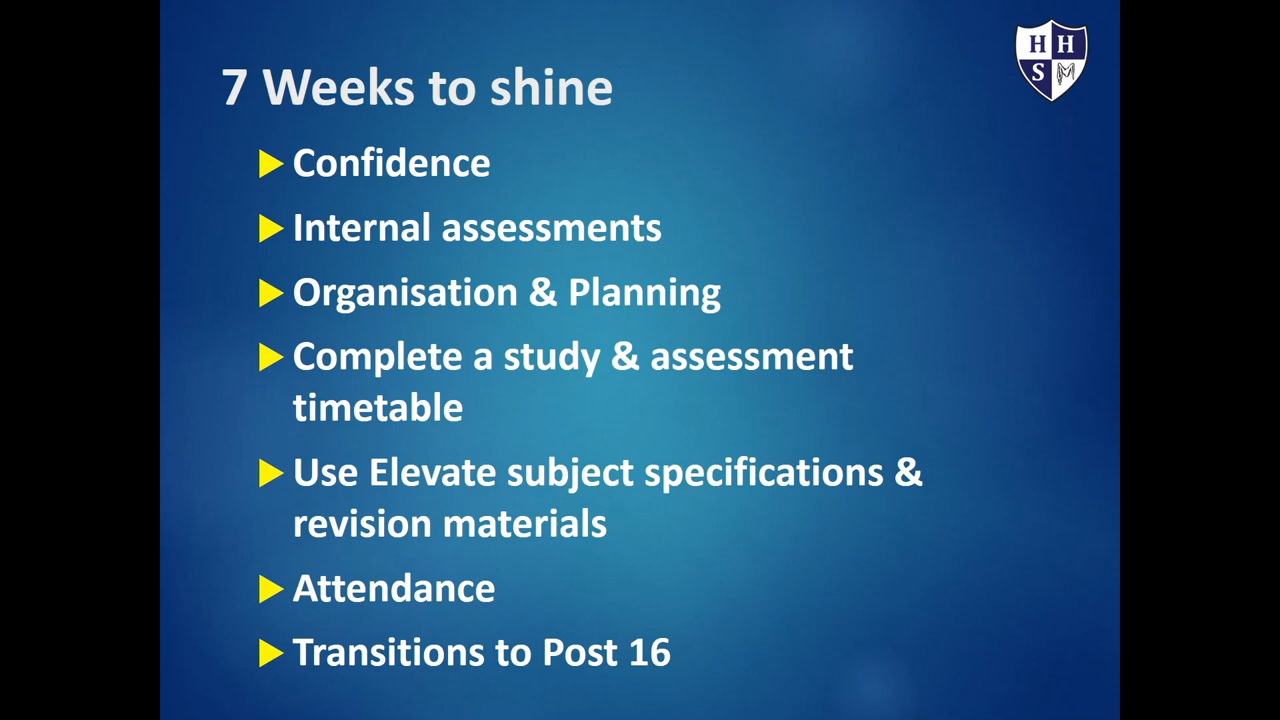 H H
S M
7 Weeks to shine
Confidence
Internal assessments
Organisation & Planning
Complete a study & assessment
timetable
Use Elevate subject specifications &
revision materials
Attendance
Transitions to Post 16